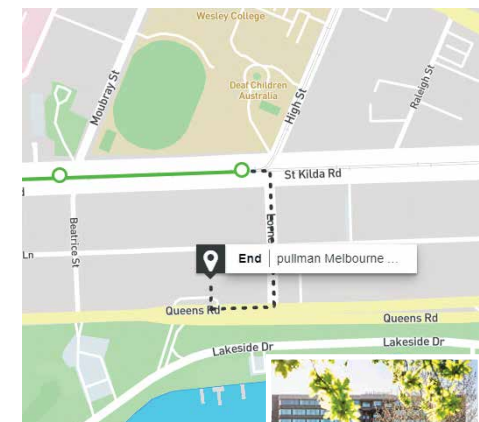 Wesley College
Moubray St
Deaf Children
Australia
High St
Raleigh St
St Kilda Rd
d
Beatrice St
Lorne
Ln
End | pullman Melbourne ...
Queens Rd
Queens Rd
Lakeside Dr
Lakeside Dr